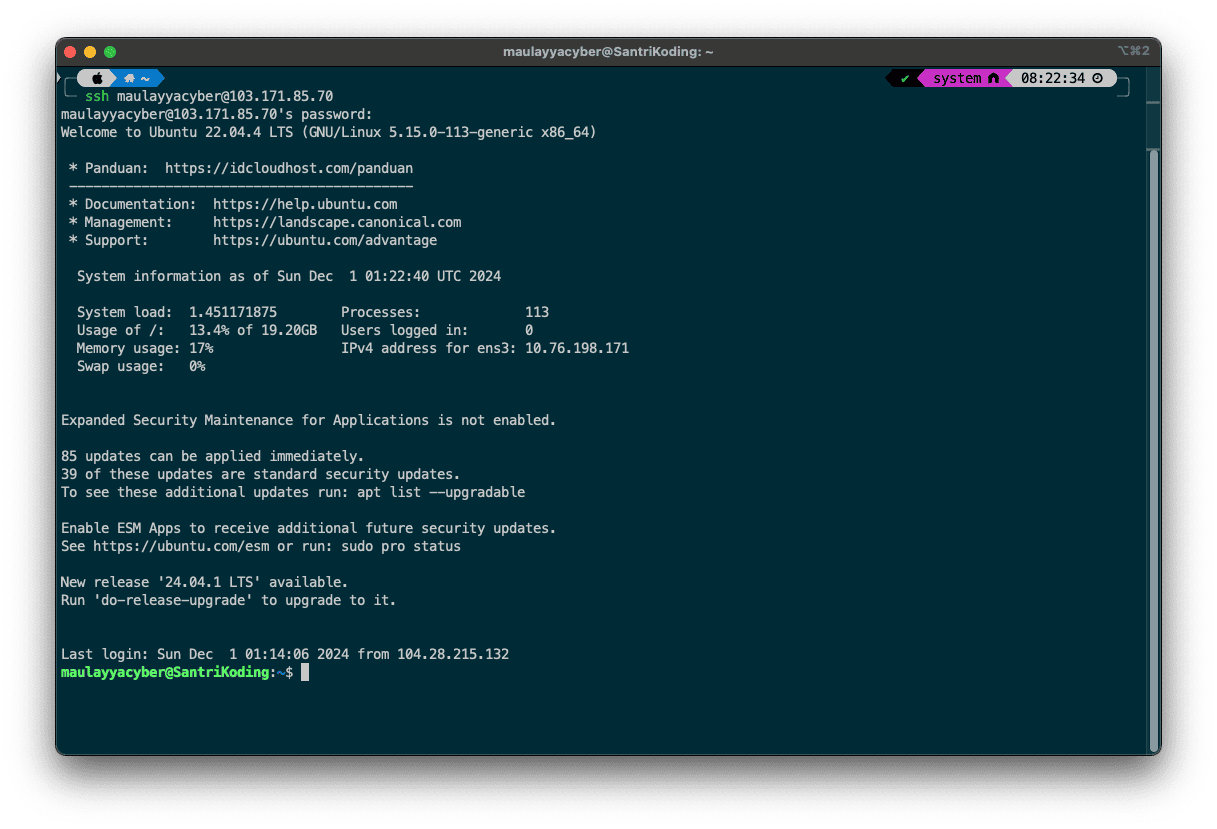 maulayyacyber@SantriKoding: ~
⌥⌘2
~
✔ system 08:22:34
ssh maulayyacyber@103.171.85.70
maulayyacyber@103.171.85.70's password:
Welcome to Ubuntu 22.04.4 LTS (GNU/Linux 5.15.0-113-generic x86_64)
* Panduan:  https://idcloudhost.com/panduan
-------------------------------------------
* Documentation:  https://help.ubuntu.com
* Management:     https://landscape.canonical.com
* Support:        https://ubuntu.com/advantage
System information as of Sun Dec  1 01:22:40 UTC 2024
System load:  1.451171875        Processes:             113
Usage of /:   13.4% of 19.20GB   Users logged in:       0
Memory usage: 17%                IPv4 address for ens3: 10.76.198.171
Swap usage:   0%
Expanded Security Maintenance for Applications is not enabled.
85 updates can be applied immediately.
39 of these updates are standard security updates.
To see these additional updates run: apt list --upgradable
Enable ESM Apps to receive additional future security updates.
See https://ubuntu.com/esm or run: sudo pro status
New release '24.04.1 LTS' available.
Run 'do-release-upgrade' to upgrade to it.
Last login: Sun Dec  1 01:14:06 2024 from 104.28.215.132
maulayyacyber@SantriKoding:~$